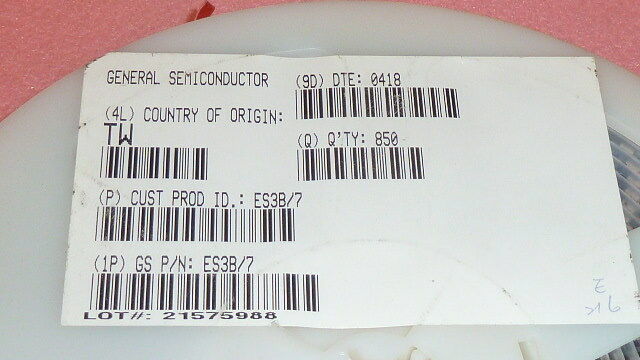 GENERAL SEMICONDUCTOR
(9D) DTE: 0418
(4L) COUNTRY OF ORIGIN:
TW
(Q) Q'TY: 850
(P) CUST PROD ID.: ES3B/7
(1P) GS P/N: ES3B/7
LOT#: 21575988